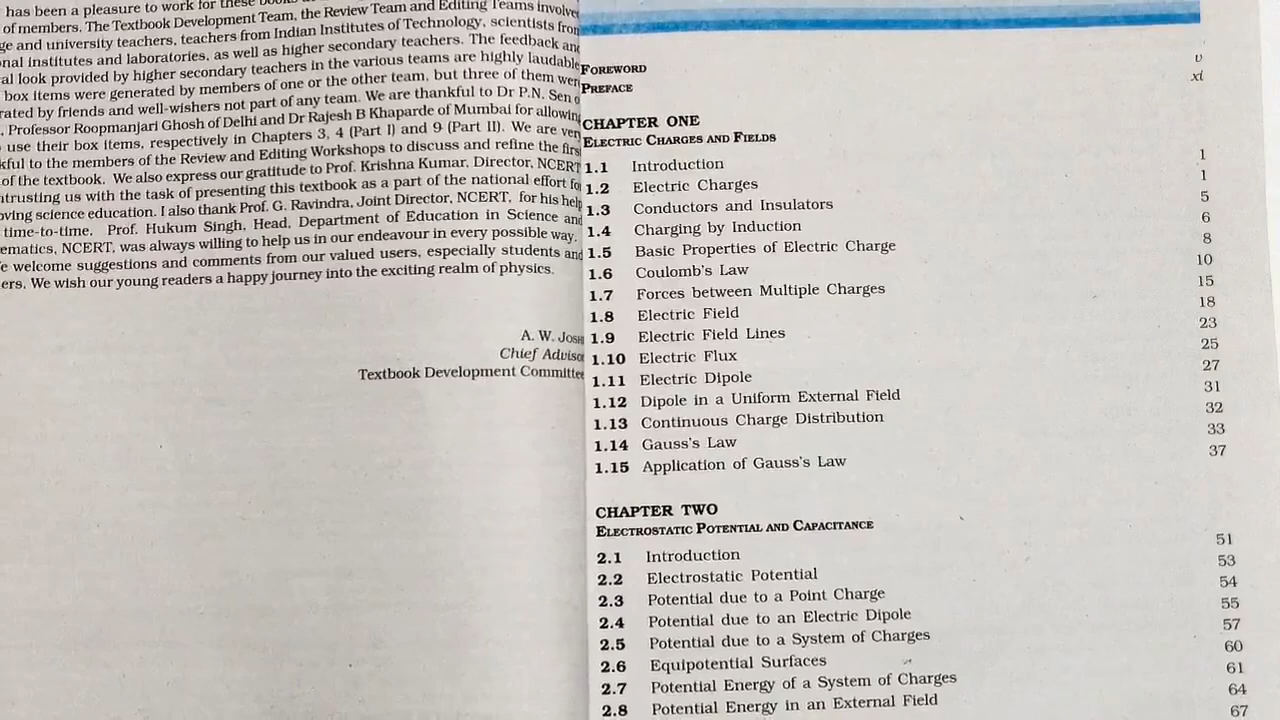 has been a pleasure to work for these books
of members. The Textbook Development Team, the Review Team and Editing Teams involve
ge and university teachers, teachers from Indian Institutes of Technology, scientists from
nal institutes and laboratories, as well as higher secondary teachers. The feedback and
al look provided by higher secondary teachers in the various teams are highly laudable
box items were generated by members of one or the other team, but three of them wer
rated by friends and well-wishers not part of any team. We are thankful to Dr P.N. Sen o
, Professor Roopmanjari Ghosh of Delhi and Dr Rajesh B Khaparde of Mumbai for allowing
use their box items, respectively in Chapters 3, 4 (Part I) and 9 (Part II). We are very
kful to the members of the Review and Editing Workshops to discuss and refine the firs
of the textbook. We also express our gratitude to Prof. Krishna Kumar, Director, NCERT
ntrusting us with the task of presenting this textbook as a part of the national effort fo
oving science education. I also thank Prof. G. Ravindra, Joint Director, NCERT, for his help
time-to-time. Prof. Hukum Singh, Head, Department of Education in Science and
ematics, NCERT, was always willing to help us in our endeavour in every possible way.
e welcome suggestions and comments from our valued users, especially students and
ers. We wish our young readers a happy journey into the exciting realm of physics.
A. W. JOSH
Chief Adviso
Textbook Development Committee
FOREWORD v
PREFACE xi
CHAPTER ONE
ELECTRIC CHARGES AND FIELDS
1.1 Introduction 1
1.2 Electric Charges 1
1.3 Conductors and Insulators 5
1.4 Charging by Induction 6
1.5 Basic Properties of Electric Charge 8
1.6 Coulomb's Law 10
1.7 Forces between Multiple Charges 15
1.8 Electric Field 18
1.9 Electric Field Lines 23
1.10 Electric Flux 25
1.11 Electric Dipole 27
1.12 Dipole in a Uniform External Field 31
1.13 Continuous Charge Distribution 32
1.14 Gauss's Law 33
1.15 Application of Gauss's Law 37
CHAPTER TWO
ELECTROSTATIC POTENTIAL AND CAPACITANCE
2.1 Introduction 51
2.2 Electrostatic Potential 53
2.3 Potential due to a Point Charge 54
2.4 Potential due to an Electric Dipole 55
2.5 Potential due to a System of Charges 57
2.6 Equipotential Surfaces 60
2.7 Potential Energy of a System of Charges 61
2.8 Potential Energy in an External Field 64
67